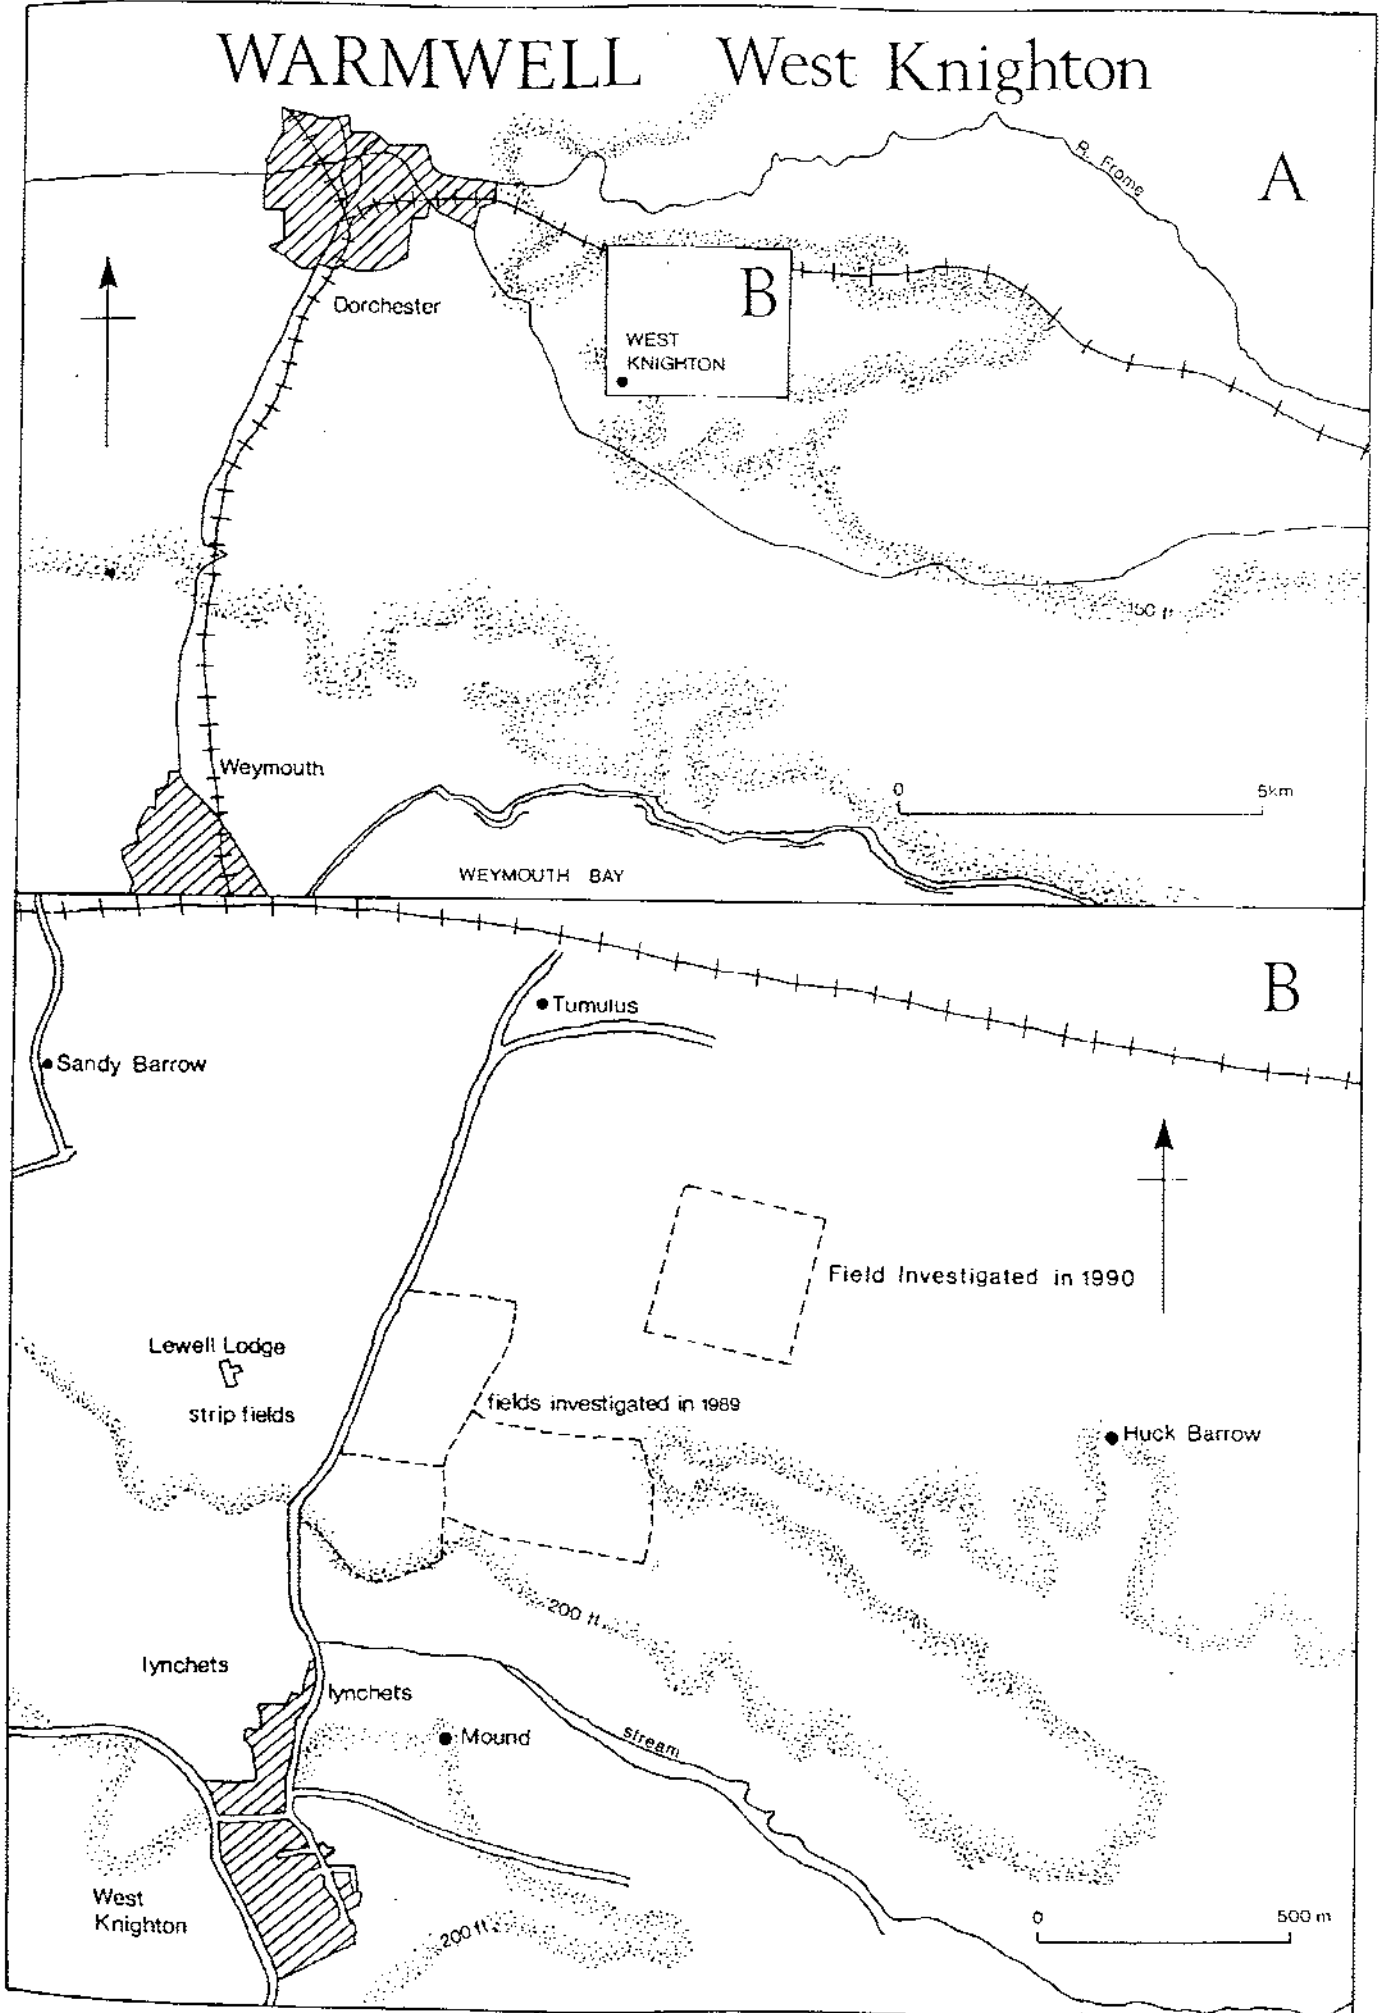 WARMWELL West Knighton
A
R. Frome
Dorchester
B
WEST
KNIGHTON
150 ft
Weymouth
0 5km
WEYMOUTH BAY
B
Tumulus
Sandy Barrow
Field Investigated in 1990
Lewell Lodge
strip fields
fields investigated in 1989
Huck Barrow
200 ft.
lynchets
lynchets
Mound
stream
West
Knighton
200 ft.
0 500 m